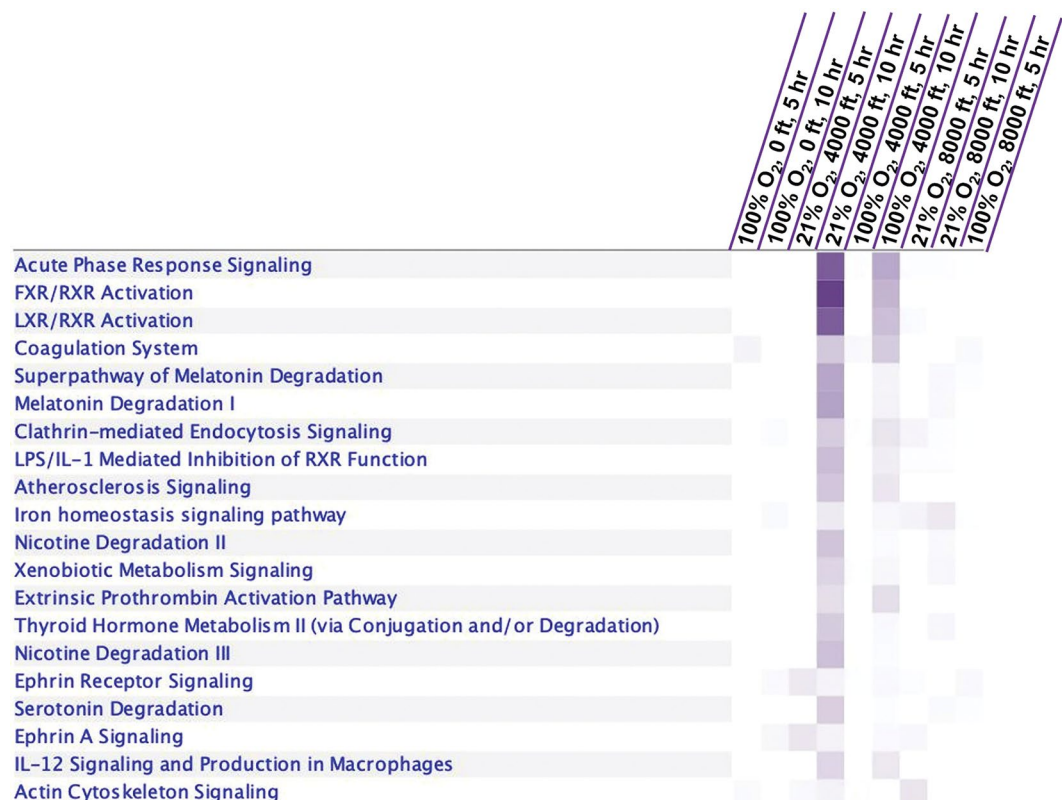 100% O2, 0 ft, 5 hr
100% O2, 0 ft, 10 hr
21% O2, 4000 ft, 5 hr
21% O2, 4000 ft, 10 hr
100% O2, 4000 ft, 5 hr
100% O2, 4000 ft, 10 hr
21% O2, 8000 ft, 5 hr
21% O2, 8000 ft, 10 hr
100% O2, 8000 ft, 5 hr
Acute Phase Response Signaling
FXR/RXR Activation
LXR/RXR Activation
Coagulation System
Superpathway of Melatonin Degradation
Melatonin Degradation I
Clathrin-mediated Endocytosis Signaling
LPS/IL-1 Mediated Inhibition of RXR Function
Atherosclerosis Signaling
Iron homeostasis signaling pathway
Nicotine Degradation II
Xenobiotic Metabolism Signaling
Extrinsic Prothrombin Activation Pathway
Thyroid Hormone Metabolism II (via Conjugation and/or Degradation)
Nicotine Degradation III
Ephrin Receptor Signaling
Serotonin Degradation
Ephrin A Signaling
IL-12 Signaling and Production in Macrophages
Actin Cytoskeleton Signaling